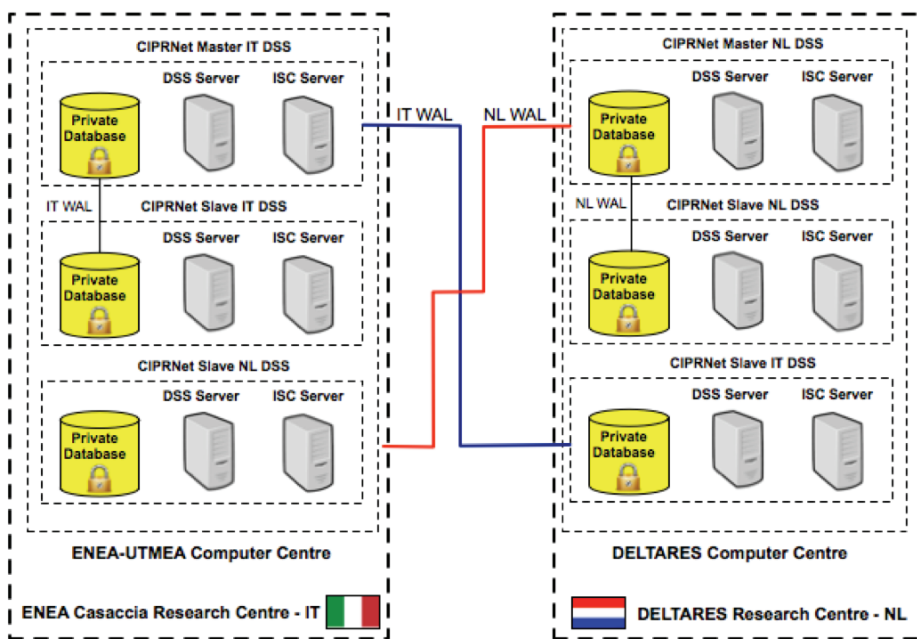 CIPRNet Master IT DSS
DSS Server
ISC Server
Private
Database
IT WAL
CIPRNet Slave IT DSS
DSS Server
ISC Server
Private
Database
CIPRNet Slave NL DSS
DSS Server
ISC Server
Private
Database
ENEA-UTMEA Computer Centre
ENEA Casaccia Research Centre - IT
IT WAL
NL WAL
CIPRNet Master NL DSS
DSS Server
ISC Server
Private
Database
NL WAL
CIPRNet Slave NL DSS
DSS Server
ISC Server
Private
Database
CIPRNet Slave IT DSS
DSS Server
ISC Server
Private
Database
DELTARES Computer Centre
DELTARES Research Centre - NL